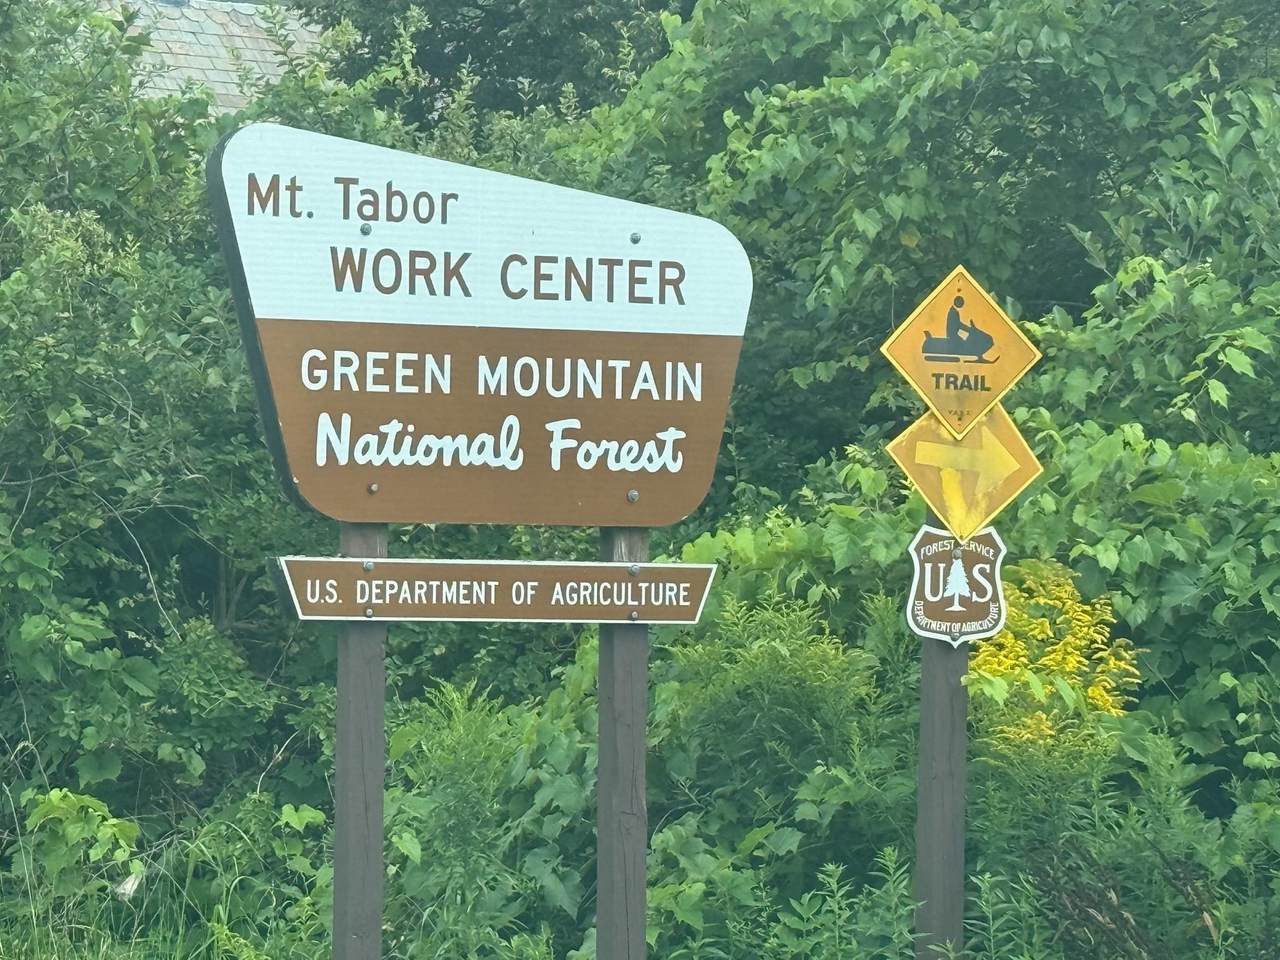 Mt. Tabor
WORK CENTER
GREEN MOUNTAIN
National Forest
U.S. DEPARTMENT OF AGRICULTURE
TRAIL
FOREST SERVICE
US
DEPARTMENT OF AGRICULTURE